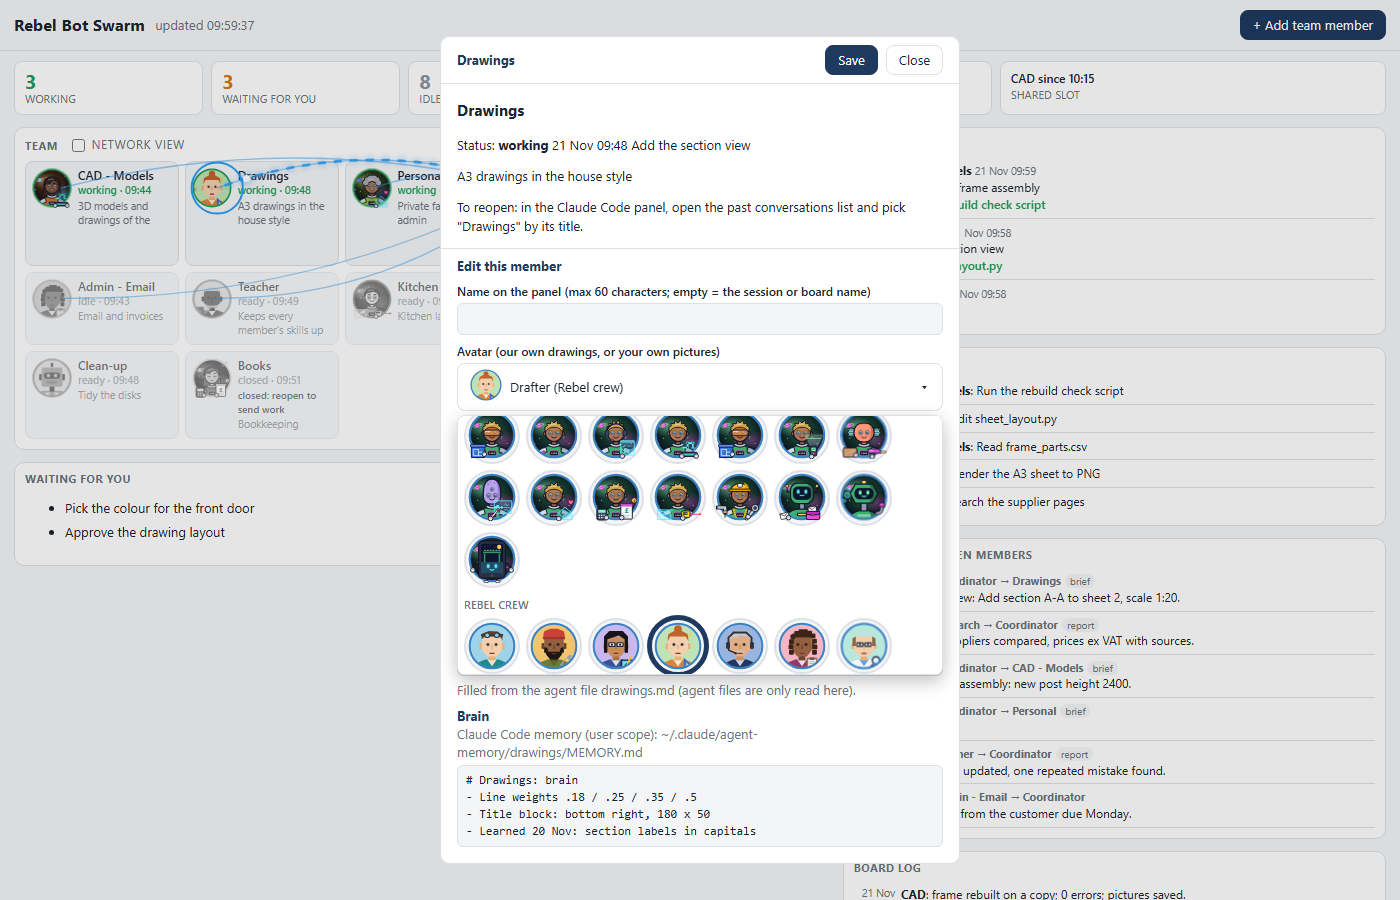 Rebel Bot Swarm updated 09:59:37
+ Add team member
3
WORKING
3
WAITING FOR YOU
8
IDLE
CAD since 10:15
SHARED SLOT
TEAM NETWORK VIEW
CAD - Models
working · 09:44
3D models and
drawings of the
Drawings
working · 09:48
A3 drawings in the
house style
Persona
working
Private fa
admin
Admin - Email
idle · 09:43
Email and invoices
Teacher
ready · 09:49
Keeps every
member's skills up
Kitchen
ready · 09
Kitchen la
Clean-up
ready · 09:48
Tidy the disks
Books
closed · 09:51
closed: reopen to
send work
Bookkeeping
WAITING FOR YOU
Pick the colour for the front door
Approve the drawing layout
Drawings
Save
Close
Drawings
Status: working 21 Nov 09:48 Add the section view
A3 drawings in the house style
To reopen: in the Claude Code panel, open the past conversations list and pick
"Drawings" by its title.
Edit this member
Name on the panel (max 60 characters; empty = the session or board name)
Avatar (our own drawings, or your own pictures)
Drafter (Rebel crew)
REBEL CREW
Filled from the agent file drawings.md (agent files are only read here).
Brain
Claude Code memory (user scope): ~/.claude/agent-
memory/drawings/MEMORY.md
# Drawings: brain
- Line weights .18 / .25 / .35 / .5
- Title block: bottom right, 180 x 50
- Learned 20 Nov: section labels in capitals
els 21 Nov 09:59
frame assembly
uild check script
Nov 09:58
ion view
yout.py
Nov 09:58
els: Run the rebuild check script
dit sheet_layout.py
els: Read frame_parts.csv
ender the A3 sheet to PNG
earch the supplier pages
EN MEMBERS
dinator → Drawings brief
ew: Add section A-A to sheet 2, scale 1:20.
arch → Coordinator report
ppliers compared, prices ex VAT with sources.
dinator → CAD - Models brief
assembly: new post height 2400.
dinator → Personal brief
her → Coordinator report
updated, one repeated mistake found.
in - Email → Coordinator
from the customer due Monday.
BOARD LOG
21 Nov CAD: frame rebuilt on a copy; 0 errors; pictures saved.